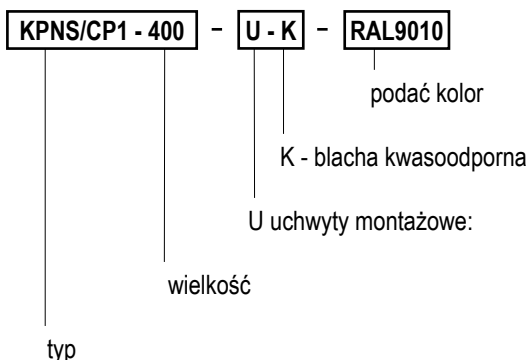 KPNS/CP1 - 400 - U - K - RAL9010
podać kolor
K - blacha kwasoodporna
U uchwyty montażowe:
wielkość
typ